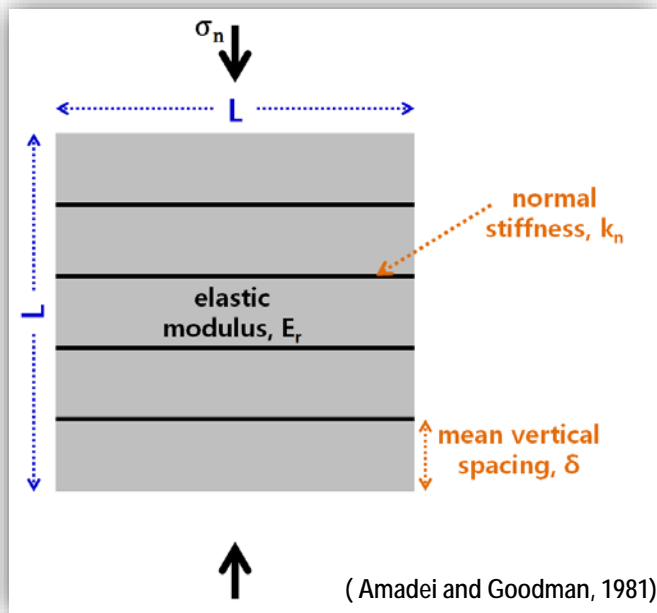 σn
L
normal
stiffness, kn
elastic
modulus, Er
L
mean vertical
spacing, δ
( Amadei and Goodman, 1981)